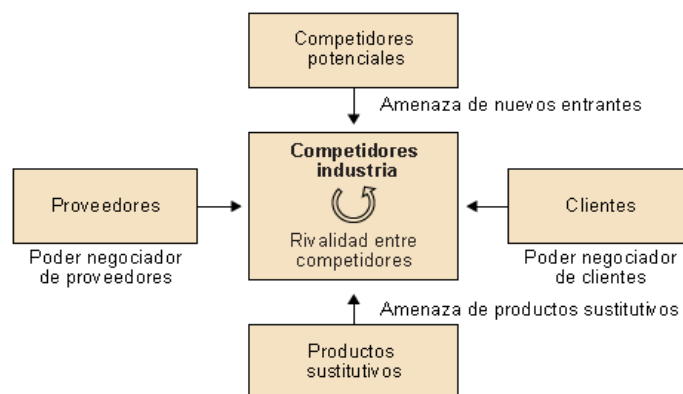 Competidores
potenciales
Amenaza de nuevos entrantes
Competidores
industria
Rivalidad entre
competidores
Proveedores
Poder negociador
de proveedores
Clientes
Poder negociador
de clientes
Amenaza de productos sustitutivos
Productos
sustitutivos